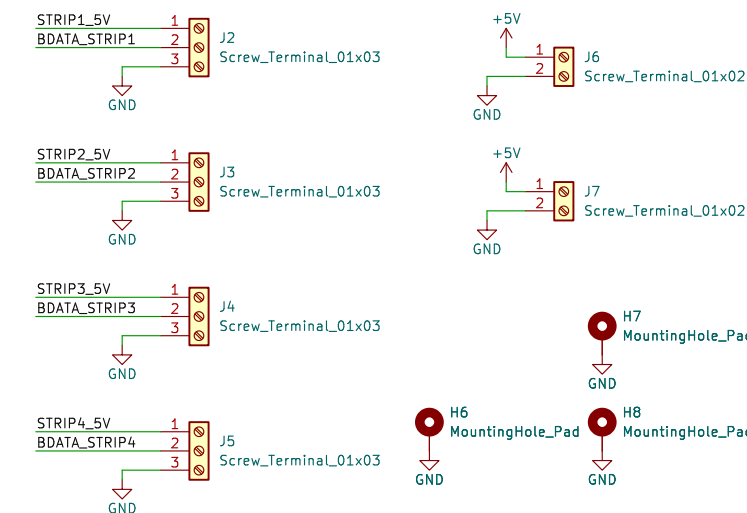 STRIP1_5V
BDATA_STRIP1
1
2
3
J2
Screw_Terminal_01x03
GND
+5V
1
2
J6
Screw_Terminal_01x02
GND
STRIP2_5V
BDATA_STRIP2
1
2
3
J3
Screw_Terminal_01x03
GND
+5V
1
2
J7
Screw_Terminal_01x02
GND
STRIP3_5V
BDATA_STRIP3
1
2
3
J4
Screw_Terminal_01x03
GND
H7
MountingHole_Pad
GND
STRIP4_5V
BDATA_STRIP4
1
2
3
J5
Screw_Terminal_01x03
GND
H6
MountingHole_Pad
GND
H8
MountingHole_Pad
GND